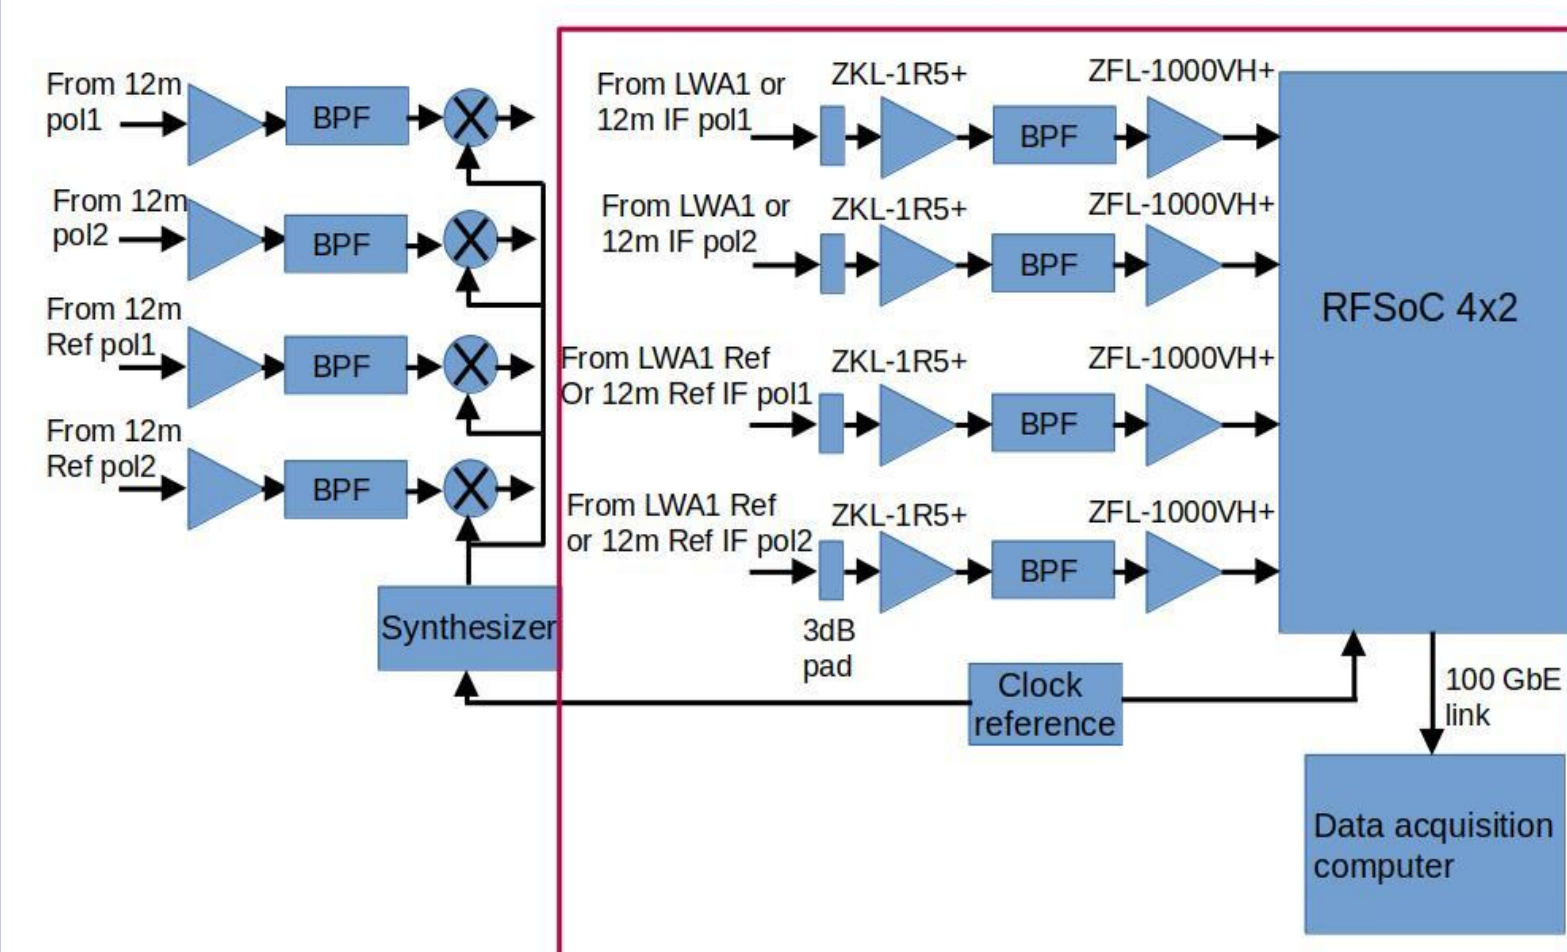 From 12m
pol1
BPF
From 12m
pol2
BPF
From 12m
Ref pol1
BPF
From 12m
Ref pol2
BPF
Synthesizer
From LWA1 or
12m IF pol1
ZKL-1R5+
BPF
ZFL-1000VH+
From LWA1 or
12m IF pol2
ZKL-1R5+
BPF
ZFL-1000VH+
From LWA1 Ref
Or 12m Ref IF pol1
ZKL-1R5+
BPF
ZFL-1000VH+
From LWA1 Ref
or 12m Ref IF pol2
ZKL-1R5+
BPF
ZFL-1000VH+
3dB
pad
RFSoC 4x2
Clock
reference
100 GbE
link
Data acquisition
computer